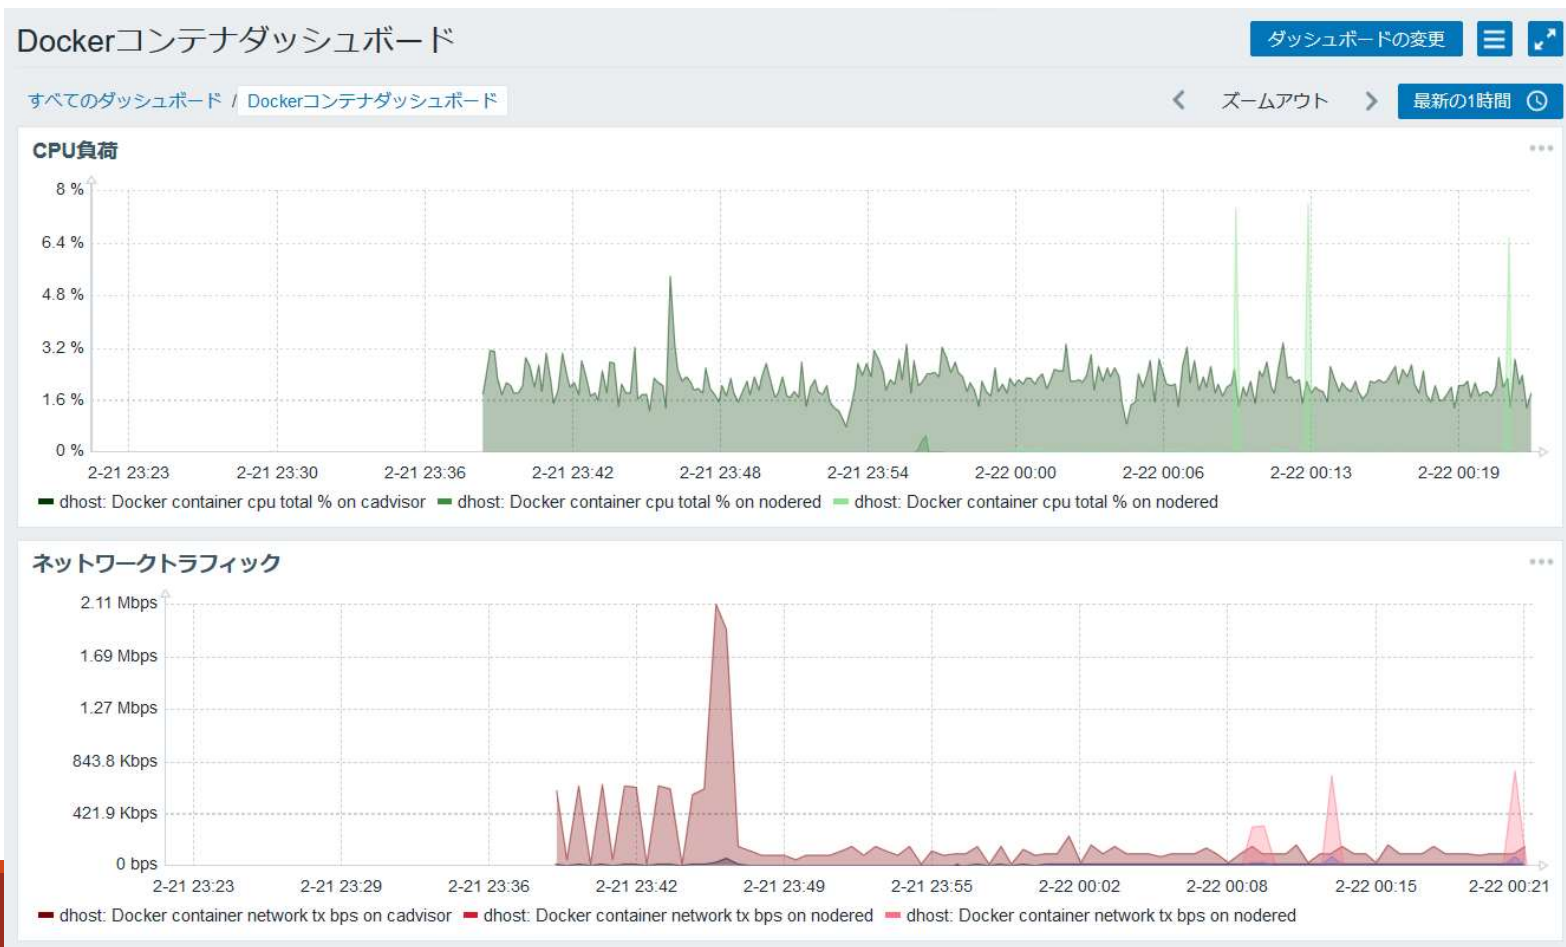 Dockerコンテナダッシュボード
ダッシュボードの変更
すべてのダッシュボード / Dockerコンテナダッシュボード
ズームアウト
最新の1時間
CPU負荷
8 %
6.4 %
4.8 %
3.2 %
1.6 %
0 %
2-21 23:23 2-21 23:30 2-21 23:36 2-21 23:42 2-21 23:48 2-21 23:54 2-22 00:00 2-22 00:06 2-22 00:13 2-22 00:19
dhost: Docker container cpu total % on cadvisor dhost: Docker container cpu total % on nodered dhost: Docker container cpu total % on nodered
ネットワークトラフィック
2.11 Mbps
1.69 Mbps
1.27 Mbps
843.8 Kbps
421.9 Kbps
0 bps
2-21 23:23 2-21 23:29 2-21 23:36 2-21 23:42 2-21 23:49 2-21 23:55 2-22 00:02 2-22 00:08 2-22 00:15 2-22 00:21
dhost: Docker container network tx bps on cadvisor dhost: Docker container network tx bps on nodered dhost: Docker container network tx bps on nodered